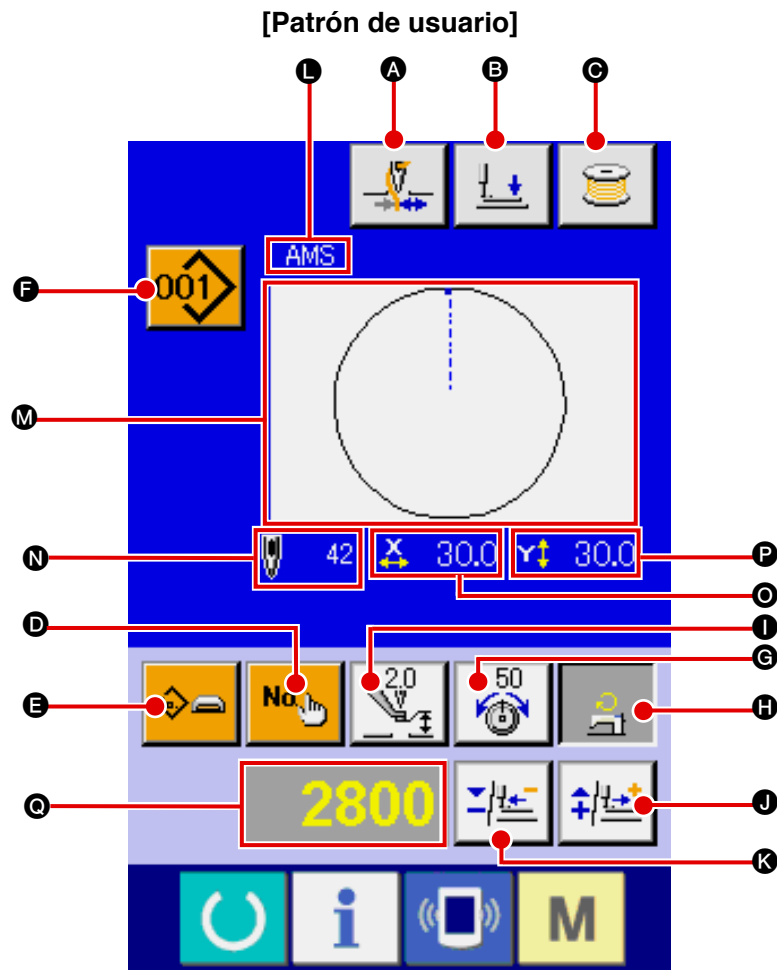 [Patrón de usuario]
L A B C
AMS
F 001
M
N 42 X 30.0 Y 30.0 P
O
D I
2.0 50 G
E No. H
Q 2800 J
K
i M